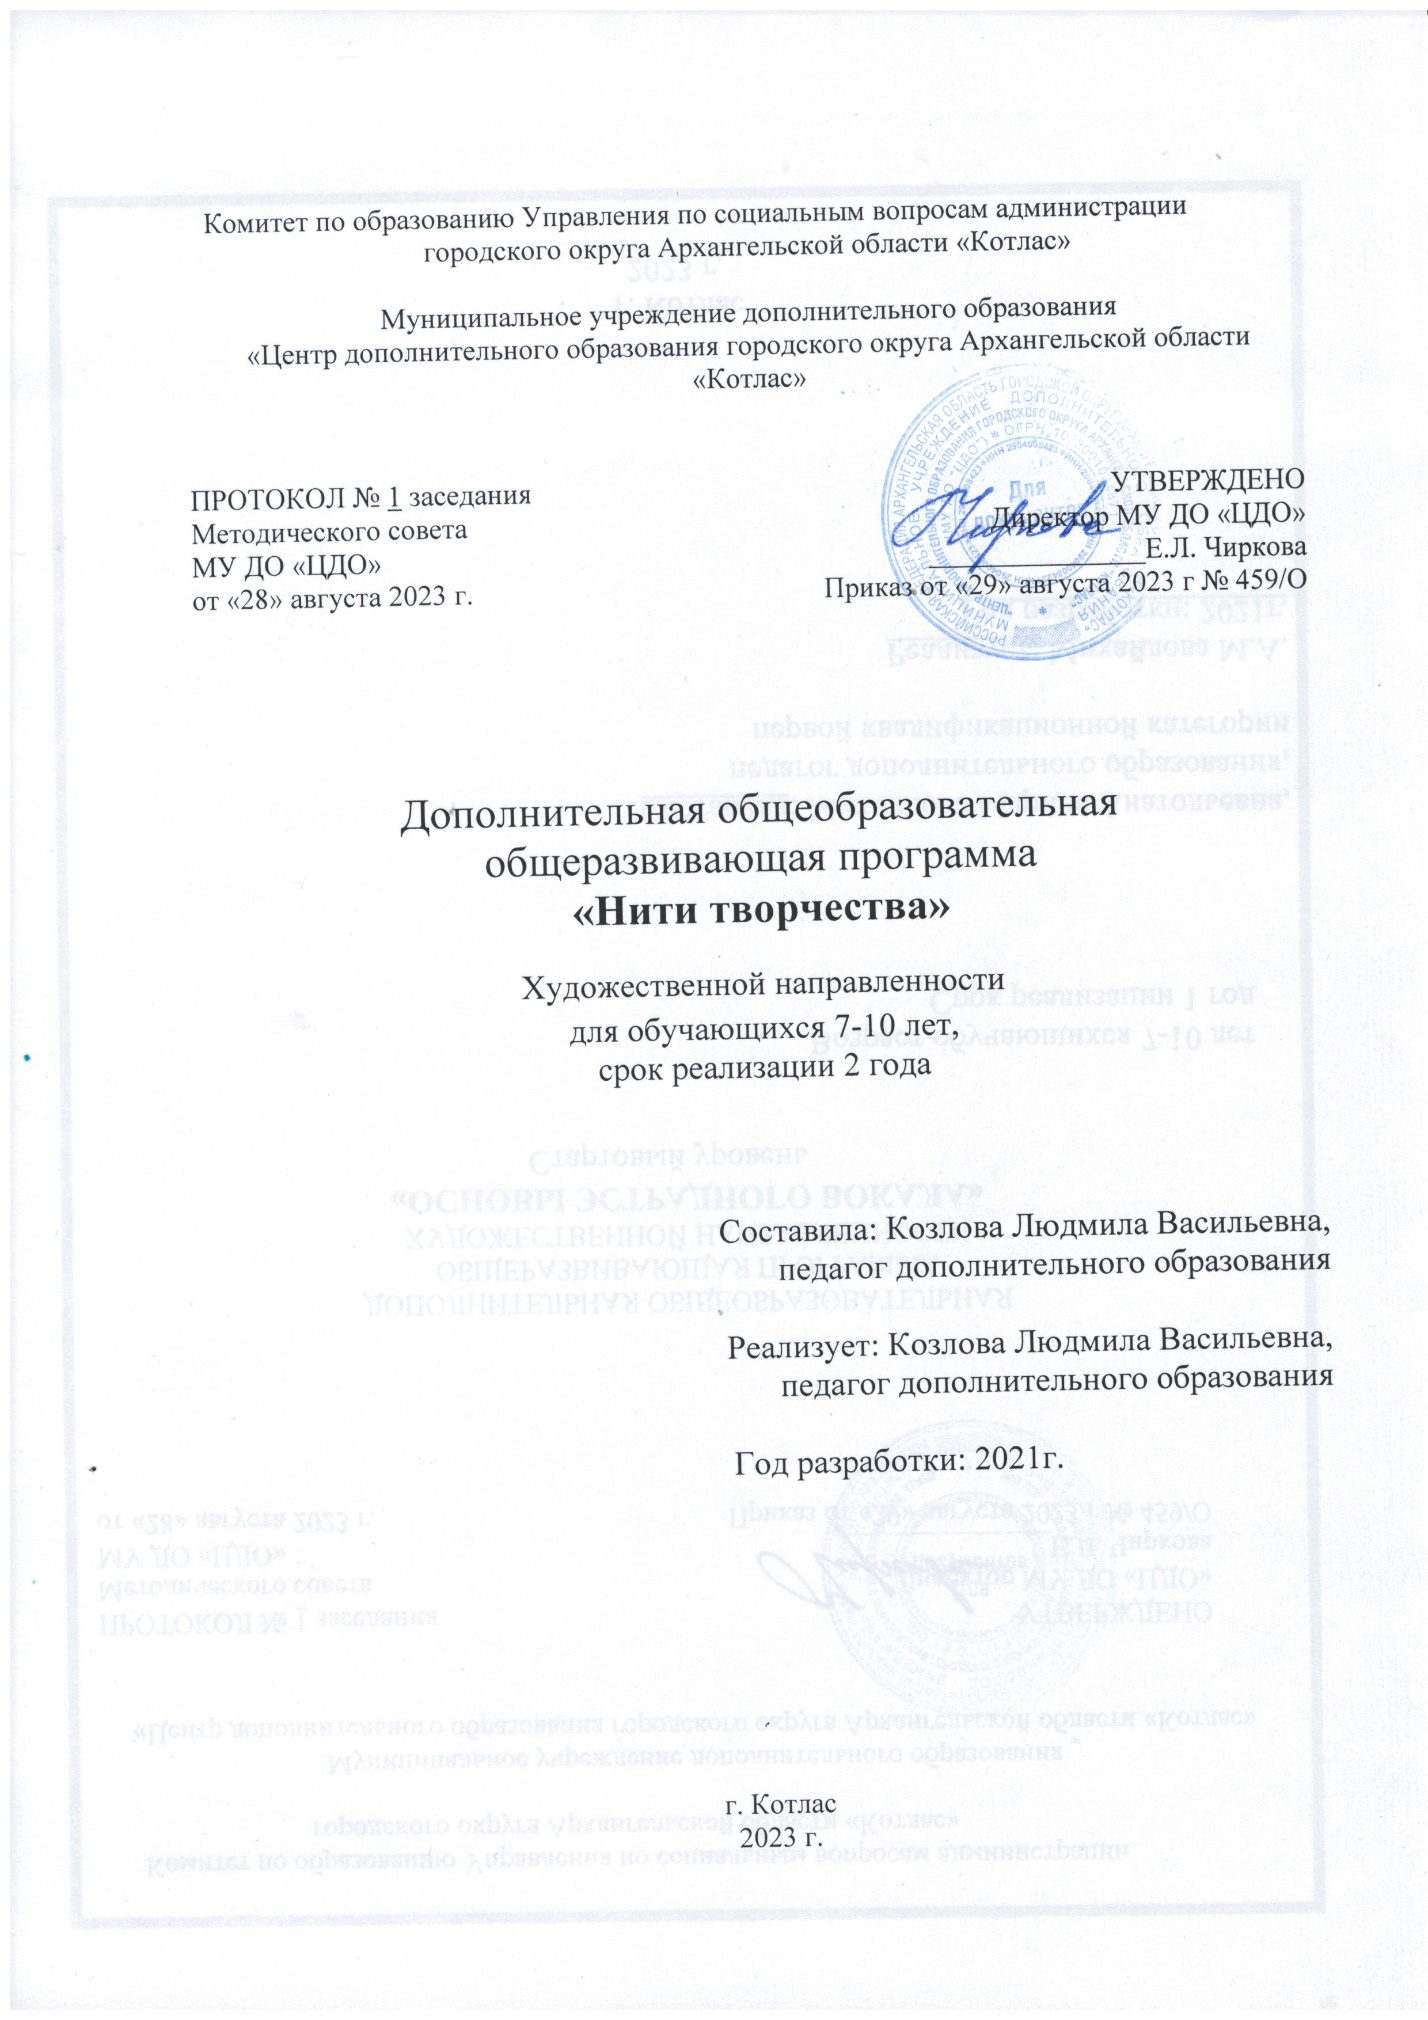 Комитет по образованию Управления по социальным вопросам администрации
городского округа Архангельской области «Котлас»
Муниципальное учреждение дополнительного образования
«Центр дополнительного образования городского округа Архангельской области
«Котлас»
ПРОТОКОЛ № 1 заседания
Методического совета
МУ ДО «ЦДО»
от «28» августа 2023 г.
УТВЕРЖДЕНО
Директор МУ ДО «ЦДО»
Е.Л. Чиркова
Приказ от «29» августа 2023 г № 459/О
Дополнительная общеобразовательная
общеразвивающая программа
«Нити творчества»
Художественной направленности
для обучающихся 7-10 лет,
срок реализации 2 года
Составила: Козлова Людмила Васильевна,
педагог дополнительного образования
Реализует: Козлова Людмила Васильевна,
педагог дополнительного образования
Год разработки: 2021г.
г. Котлас
2023 г.